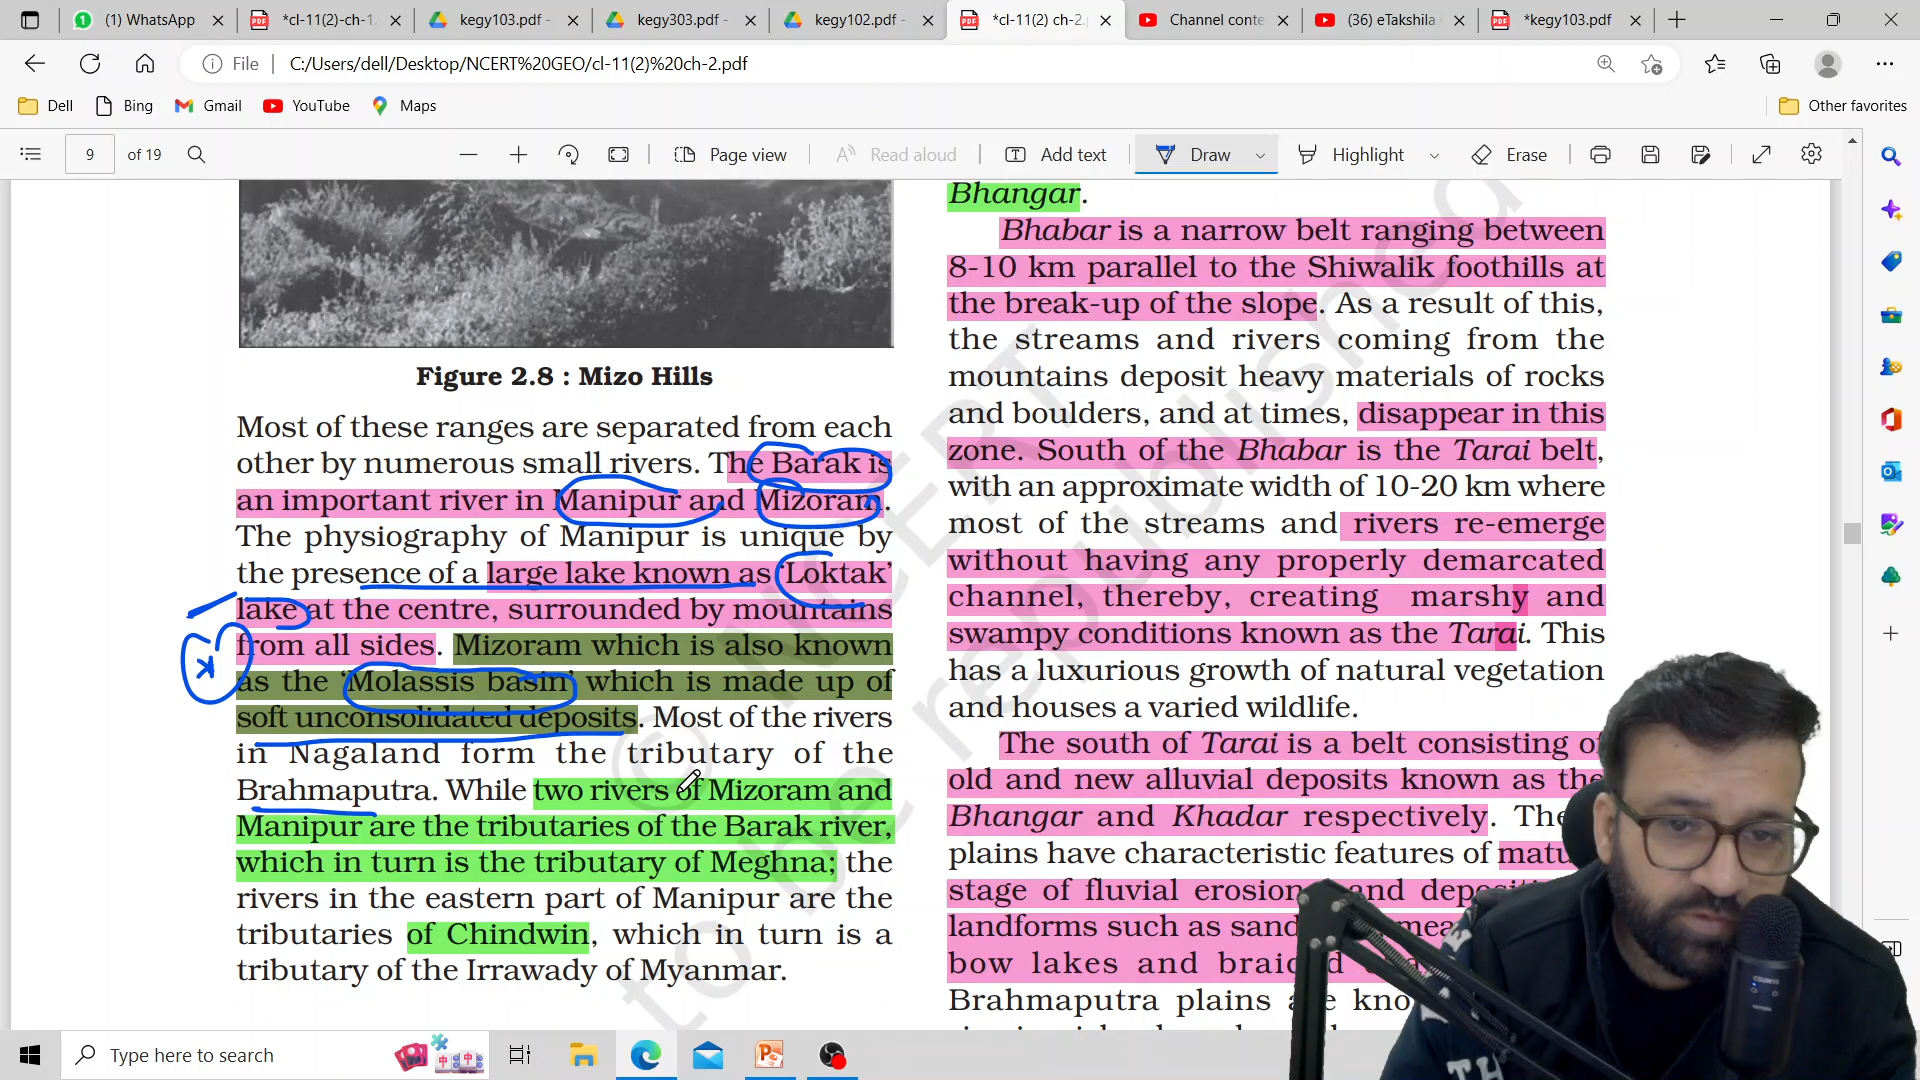 (1) WhatsApp
*cl-11(2)-ch-1.
kegy103.pdf -
kegy303.pdf -
kegy102.pdf -
*cl-11(2) ch-2.
Channel conte
(36) eTakshila
*kegy103.pdf
File
C:/Users/dell/Desktop/NCERT%20GEO/cl-11(2)%20ch-2.pdf
Dell
Bing
Gmail
YouTube
Maps
Other favorites
9 of 19
Page view
Read aloud
Add text
Draw
Highlight
Erase
Figure 2.8 : Mizo Hills
Most of these ranges are separated from each
other by numerous small rivers. The Barak is
an important river in Manipur and Mizoram.
The physiography of Manipur is unique by
the presence of a large lake known as ‘Loktak’
lake at the centre, surrounded by mountains
from all sides. Mizoram which is also known
as the ‘Molassis basin’ which is made up of
soft unconsolidated deposits. Most of the rivers
in Nagaland form the tributary of the
Brahmaputra. While two rivers of Mizoram and
Manipur are the tributaries of the Barak river,
which in turn is the tributary of Meghna; the
rivers in the eastern part of Manipur are the
tributaries of Chindwin, which in turn is a
tributary of the Irrawady of Myanmar.
Bhangar.
Bhabar is a narrow belt ranging between
8-10 km parallel to the Shiwalik foothills at
the break-up of the slope. As a result of this,
the streams and rivers coming from the
mountains deposit heavy materials of rocks
and boulders, and at times, disappear in this
zone. South of the Bhabar is the Tarai belt,
with an approximate width of 10-20 km where
most of the streams and rivers re-emerge
without having any properly demarcated
channel, thereby, creating marshy and
swampy conditions known as the Tarai. This
has a luxurious growth of natural vegetation
and houses a varied wildlife.
The south of Tarai is a belt consisting of
old and new alluvial deposits known as the
Bhangar and Khadar respectively. The
plains have characteristic features of
stage of fluvial erosion and
landforms such as sand
bow lakes and
Brahmaputra plains are
© NCERT
to be republished
Type here to search